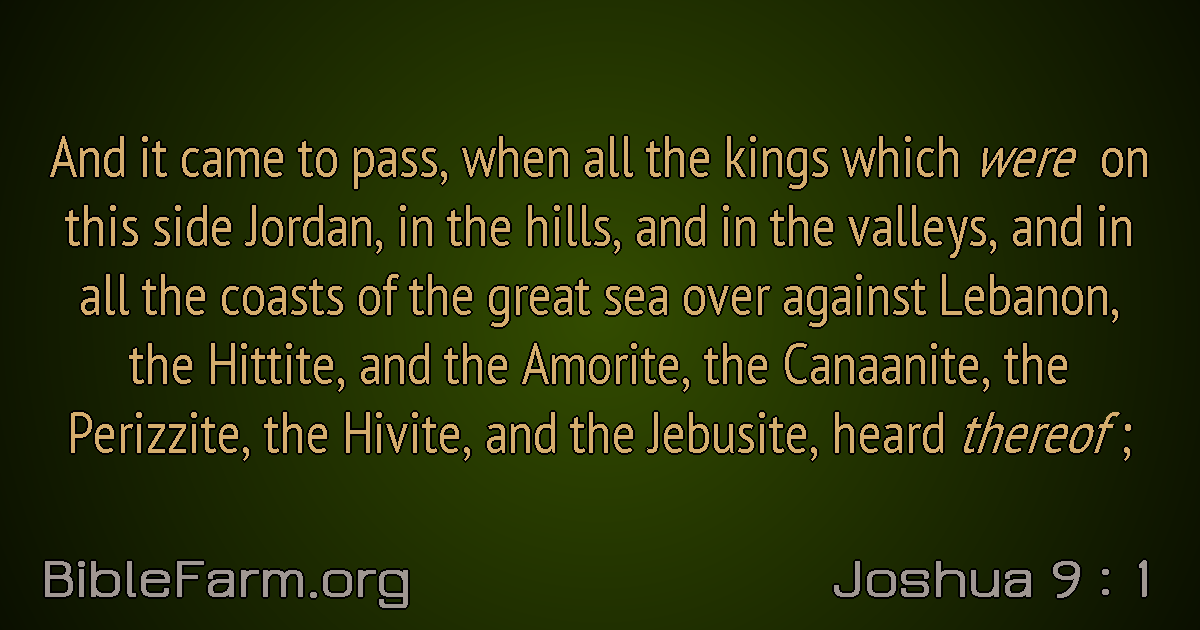 And it came to pass, when all the kings which were on
this side Jordan, in the hills, and in the valleys, and in
all the coasts of the great sea over against Lebanon,
the Hittite, and the Amorite, the Canaanite, the
Perizzite, the Hivite, and the Jebusite, heard thereof ;
BibleFarm.org
Joshua 9 : 1